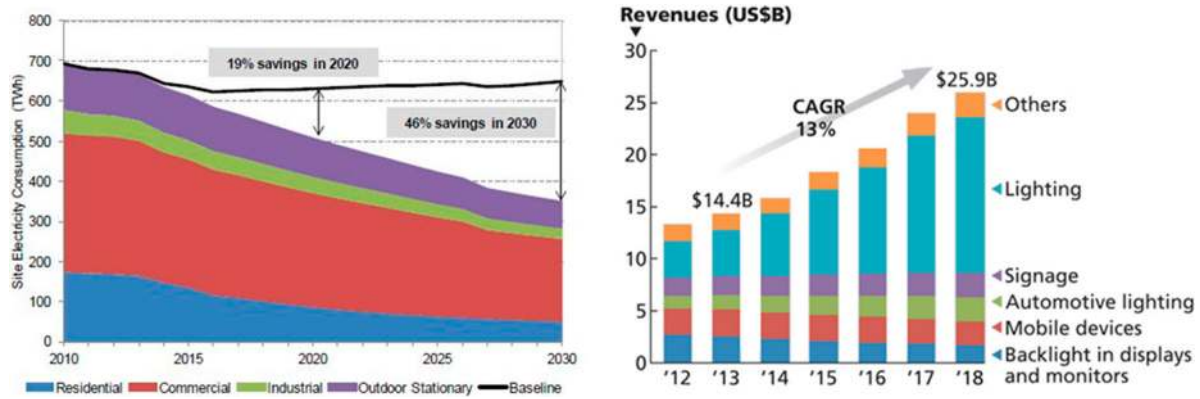 800
700
600
500
400
300
200
100
0
Site Electricity Consumption (TWh)
19% savings in 2020
46% savings in 2030
2010 2015 2020 2025 2030
Residential Commercial Industrial Outdoor Stationary Baseline
Revenues (US$B)
30
25
20
15
10
5
0
CAGR
13%
$14.4B
$25.9B
Others
Lighting
Signage
Automotive lighting
Mobile devices
Backlight in displays
and monitors
'12 '13 '14 '15 '16 '17 '18